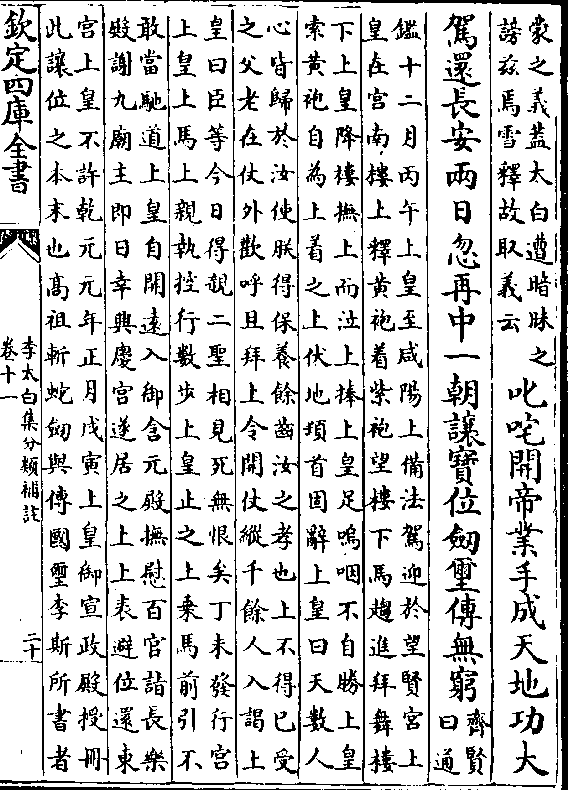 蒙之義蓋太白遭暗昧之
謗兹焉雪釋故取義云
叱咤開帝業手成天地功大
駕還長安兩日忽再中一朝讓寳位劒璽傳無窮
齊賢
曰通
鑑十二月丙午上皇至咸陽上備法駕迎於望賢宫上
皇在宫南樓上釋黄袍着紫袍望樓下馬趨進拜舞樓
下上皇降樓撫上而泣上捧上皇足嗚咽不自勝上皇
索黄袍自為上着之上伏地頓首固辭上皇曰天數人
心皆歸於汝使朕得保養餘齒汝之孝也上不得已受
之父老在仗外歡呼且拜上令開仗縱千餘人入謁上
皇曰臣等今日得覩二聖相見死無恨矣丁未發行宫
上皇上馬上親執控行數步上皇止之上乘馬前引不
敢當馳道上皇自開逺入御含元殿撫慰百官詣長樂
殿謝九廟主即日幸興慶宫遂居之上上表避位還東
宫上皇不許乾元元年正月戊寅上皇御宣政殿授冊
此讓位之本末也髙祖斬蛇劒與傳國璽李斯所書者
欽定四庫全書
李太白集分類補註
卷十一
二十